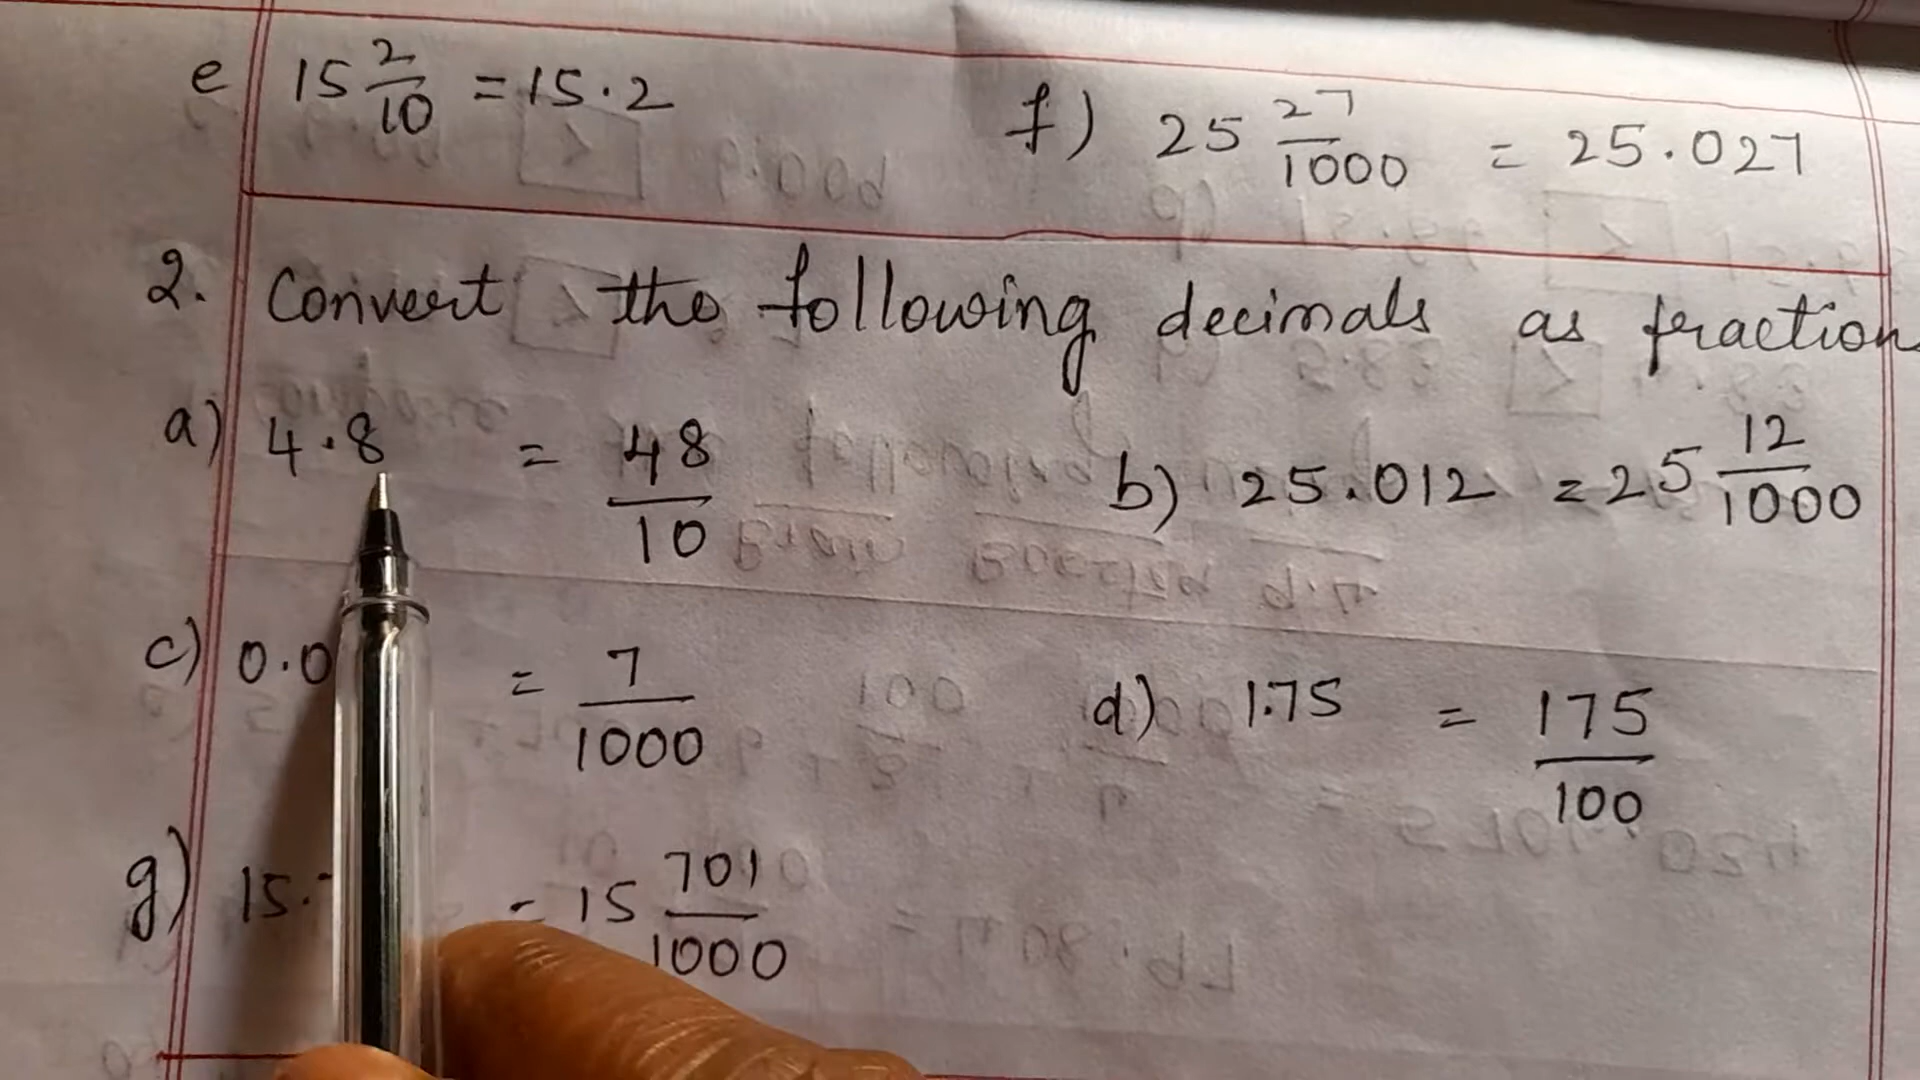 e 15 2/10 = 15.2
f) 25 27/1000 = 25.027
2. Convert the following decimals as fraction
a) 4.8 = 48/10
b) 25.012 = 25 12/1000
c) 0.0 = 7/1000
d) 1.75 = 175/100
g) 15. = 15 701/1000